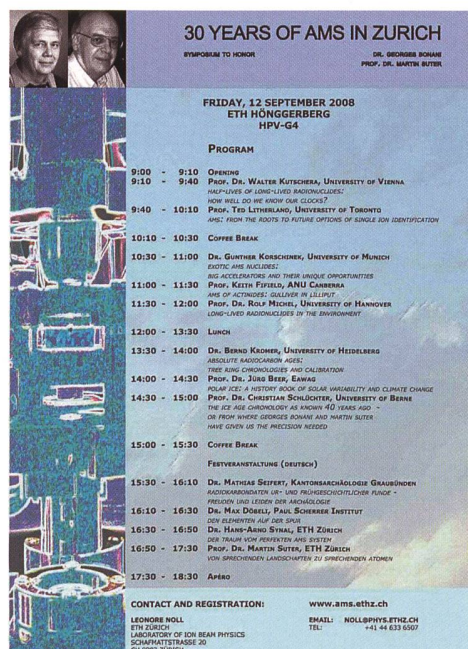 30 YEARS OF AMS IN ZURICH
SYMPOSIUM TO HONOR DR. GEORGES BONANI
PROF. DR. MARTIN SUTER
FRIDAY, 12 SEPTEMBER 2008
ETH HÖNGGERBERG
HPV-G4
PROGRAM
9:00 - 9:10 OPENING
9:10 - 9:40 PROF. DR. WALTER KUTSCHERA, UNIVERSITY OF VIENNA
HALF-LIVES OF LONG-LIVED RADIONUCLIDES:
HOW WELL DO WE KNOW OUR CLOCKS?
9:40 - 10:10 PROF. TED LITHERLAND, UNIVERSITY OF TORONTO
AMS: FROM THE ROOTS TO FUTURE OPTIONS OF SINGLE ION IDENTIFICATION
10:10 - 10:30 COFFEE BREAK
10:30 - 11:00 DR. GUNTHER KORSCHINEK, UNIVERSITY OF MUNICH
EXOTIC AMS NUCLIDES:
BIG ACCELERATORS AND THEIR UNIQUE OPPORTUNITIES
11:00 - 11:30 PROF. KEITH FIFIELD, ANU CANBERRA
AMS OF ACTINIDES: GULLIVER IN LILLIPUT
11:30 - 12:00 PROF. DR. ROLF MICHEL, UNIVERSITY OF HANNOVER
LONG-LIVED RADIONUCLIDES IN THE ENVIRONMENT
12:00 - 13:30 LUNCH
13:30 - 14:00 DR. BERND KROMER, UNIVERSITY OF HEIDELBERG
ABSOLUTE RADIOCARBON AGES:
TREE RING CHRONOLOGIES AND CALIBRATION
14:00 - 14:30 PROF. DR. JÜRG BEER, EAWAG
POLAR ICE: A HISTORY BOOK OF SOLAR VARIABILITY AND CLIMATE CHANGE
14:30 - 15:00 PROF. DR. CHRISTIAN SCHLÜCHTER, UNIVERSITY OF BERNE
THE ICE AGE CHRONOLOGY AS KNOWN 40 YEARS AGO -
OR FROM WHERE GEORGES BONANI AND MARTIN SUTER
HAVE GIVEN US THE PRECISION NEEDED
15:00 - 15:30 COFFEE BREAK
FESTVERANSTALTUNG (DEUTSCH)
15:30 - 16:10 DR. MATHIAS SEIFERT, KANTONSARCHÄOLOGIE GRAUBÜNDEN
RADIOKARBONDATEN UR- UND FRÜHGESCHICHTLICHER FUNDE -
FREUDEN UND LEIDEN DER ARCHÄOLOGIE
16:10 - 16:30 DR. MAX DÖBELI, PAUL SCHERRER INSTITUT
DEN ELEMENTEN AUF DER SPUR
16:30 - 16:50 DR. HANS-ARNO SYNAL, ETH ZÜRICH
DER TRAUM VOM PERFEKTEN AMS SYSTEM
16:50 - 17:30 PROF. DR. MARTIN SUTER, ETH ZÜRICH
VON SPRECHENDEN LANDSCHAFTEN ZU SPRECHENDEN ATOMEN
17:30 - 18:30 APÉRO
CONTACT AND REGISTRATION: www.ams.ethz.ch
LEONORE NOLL EMAIL: NOLL@PHYS.ETHZ.CH
ETH ZÜRICH TEL: +41 44 633 6507
LABORATORY OF ION BEAM PHYSICS
SCHAFMATTSTRASSE 20